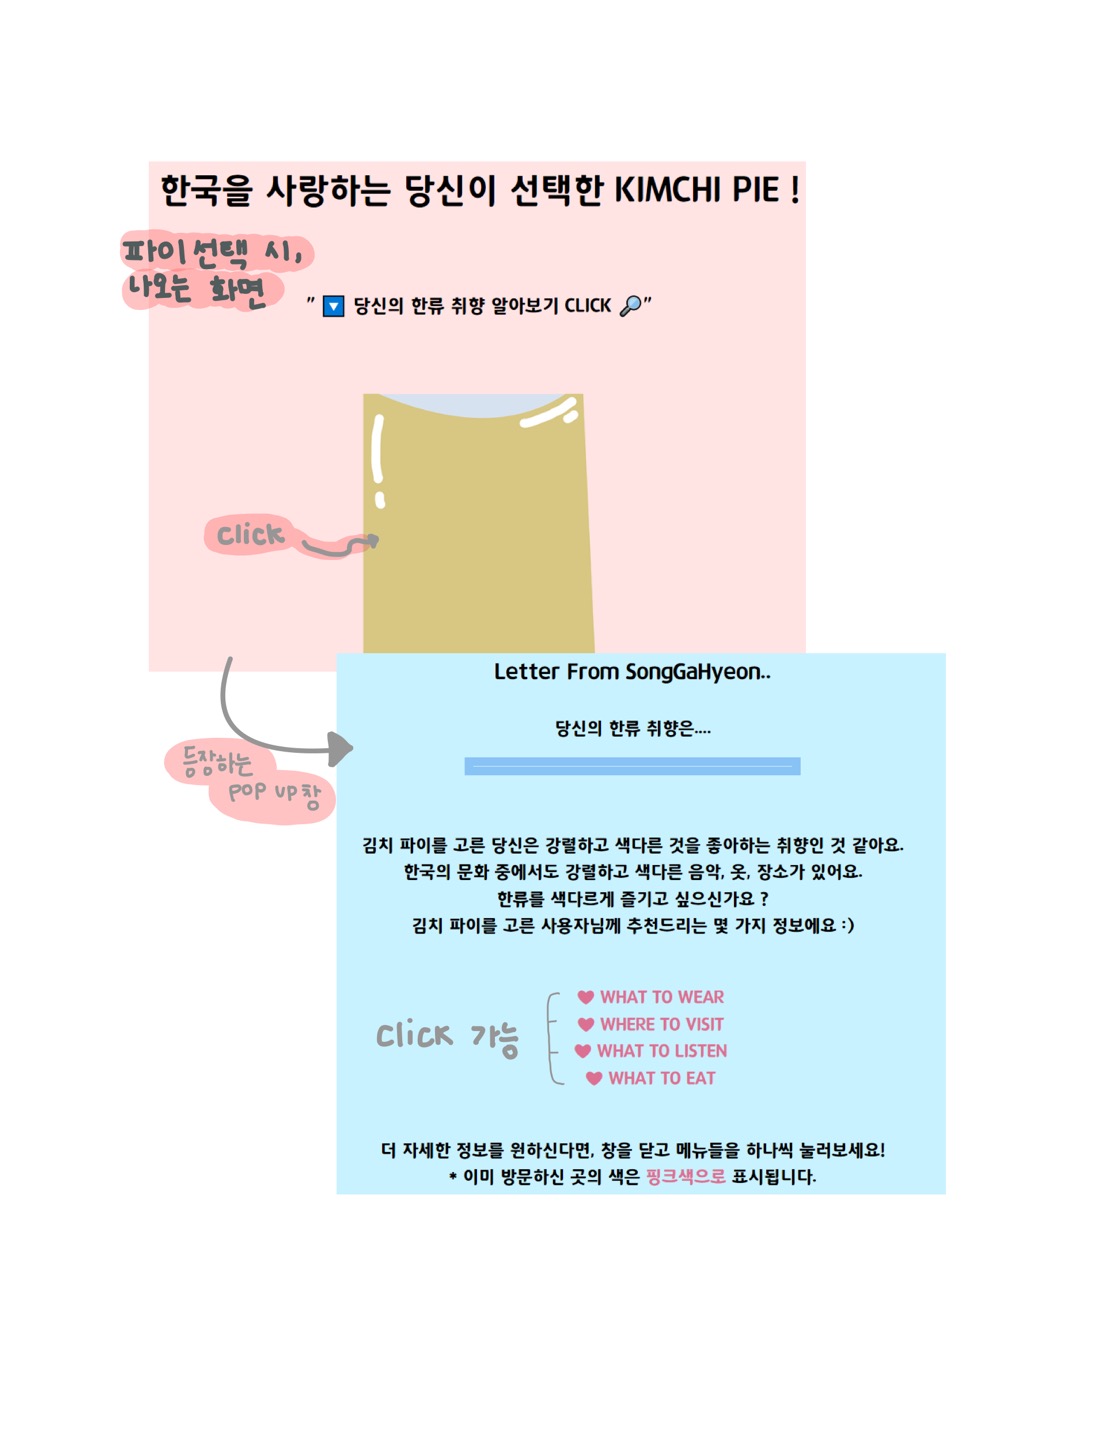 한국을 사랑하는 당신이 선택한 KIMCHI PIE !
파이 선택 시,
나오는 화면
" 🔽 당신의 한류 취향 알아보기 CLICK 🔎"
click
Letter From SongGaHyeon..
당신의 한류 취향은....
등장하는
pop up 창
김치 파이를 고른 당신은 강렬하고 색다른 것을 좋아하는 취향인 것 같아요.
한국의 문화 중에서도 강렬하고 색다른 음악, 옷, 장소가 있어요.
한류를 색다르게 즐기고 싶으신가요 ?
김치 파이를 고른 사용자님께 추천드리는 몇 가지 정보에요 :)
click 가능
♥ WHAT TO WEAR
♥ WHERE TO VISIT
♥ WHAT TO LISTEN
♥ WHAT TO EAT
더 자세한 정보를 원하신다면, 창을 닫고 메뉴들을 하나씩 눌러보세요!
* 이미 방문하신 곳의 색은 핑크색으로 표시됩니다.